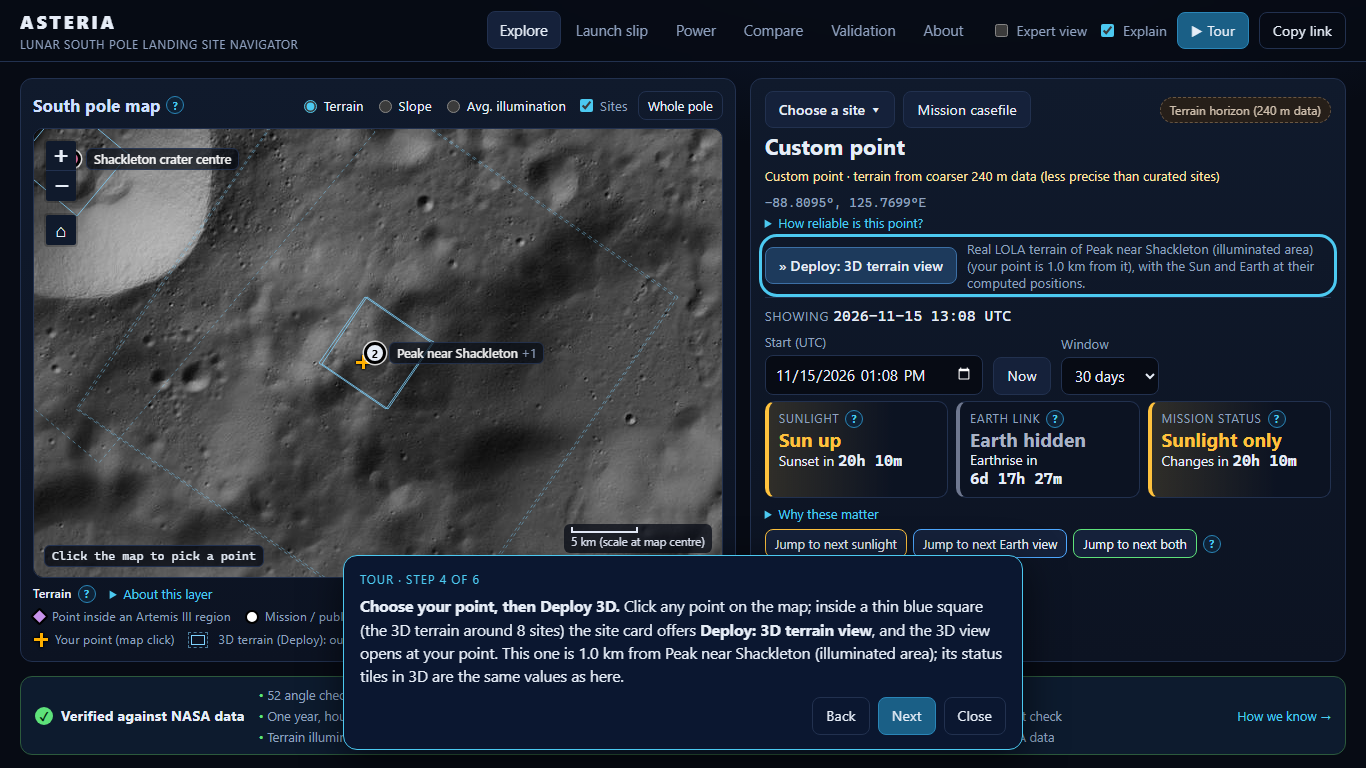 ASTERIA
LUNAR SOUTH POLE LANDING SITE NAVIGATOR
Explore Launch slip Power Compare Validation About Expert view Explain ▶ Tour Copy link
South pole map ? Terrain Slope Avg. illumination Sites Whole pole
+ Shackleton crater centre
−
⌂
2 Peak near Shackleton +1
5 km (scale at map centre)
Click the map to pick a point
Terrain ? ▶ About this layer
Point inside an Artemis III region Mission / publ
Your point (map click) 3D terrain (Deploy): ou
Choose a site ▾ Mission casefile Terrain horizon (240 m data)
Custom point
Custom point · terrain from coarser 240 m data (less precise than curated sites)
−88.8095°, 125.7699°E
▶ How reliable is this point?
» Deploy: 3D terrain view
Real LOLA terrain of Peak near Shackleton (illuminated area)
(your point is 1.0 km from it), with the Sun and Earth at their
computed positions.
SHOWING 2026-11-15 13:08 UTC
Start (UTC) Window
11/15/2026 01:08 PM Now 30 days
SUNLIGHT ?
Sun up
Sunset in 20h 10m
EARTH LINK ?
Earth hidden
Earthrise in
6d 17h 27m
MISSION STATUS ?
Sunlight only
Changes in 20h 10m
▶ Why these matter
Jump to next sunlight Jump to next Earth view Jump to next both ?
TOUR · STEP 4 OF 6
Choose your point, then Deploy 3D. Click any point on the map; inside a thin blue square
(the 3D terrain around 8 sites) the site card offers Deploy: 3D terrain view, and the 3D view
opens at your point. This one is 1.0 km from Peak near Shackleton (illuminated area); its status
tiles in 3D are the same values as here.
Back Next Close
✓ Verified against NASA data
• 52 angle chec
• One year, hou
• Terrain illumin
t check
data
How we know →